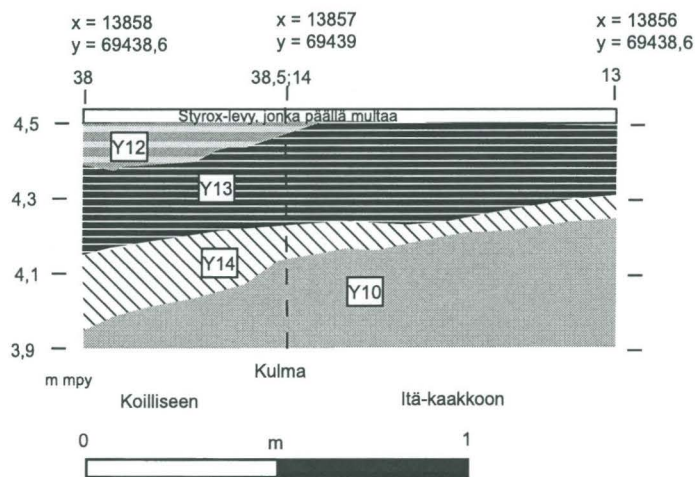 x = 13858
y = 69438,6
x = 13857
y = 69439
x = 13856
y = 69438,6
38
38,5;14
13
Styrox-levy, jonka päällä multaa
4,5
4,3
4,1
3,9
m mpy
Y12
Y13
Y14
Y10
Kulma
Koilliseen
Itä-kaakkoon
0 m 1